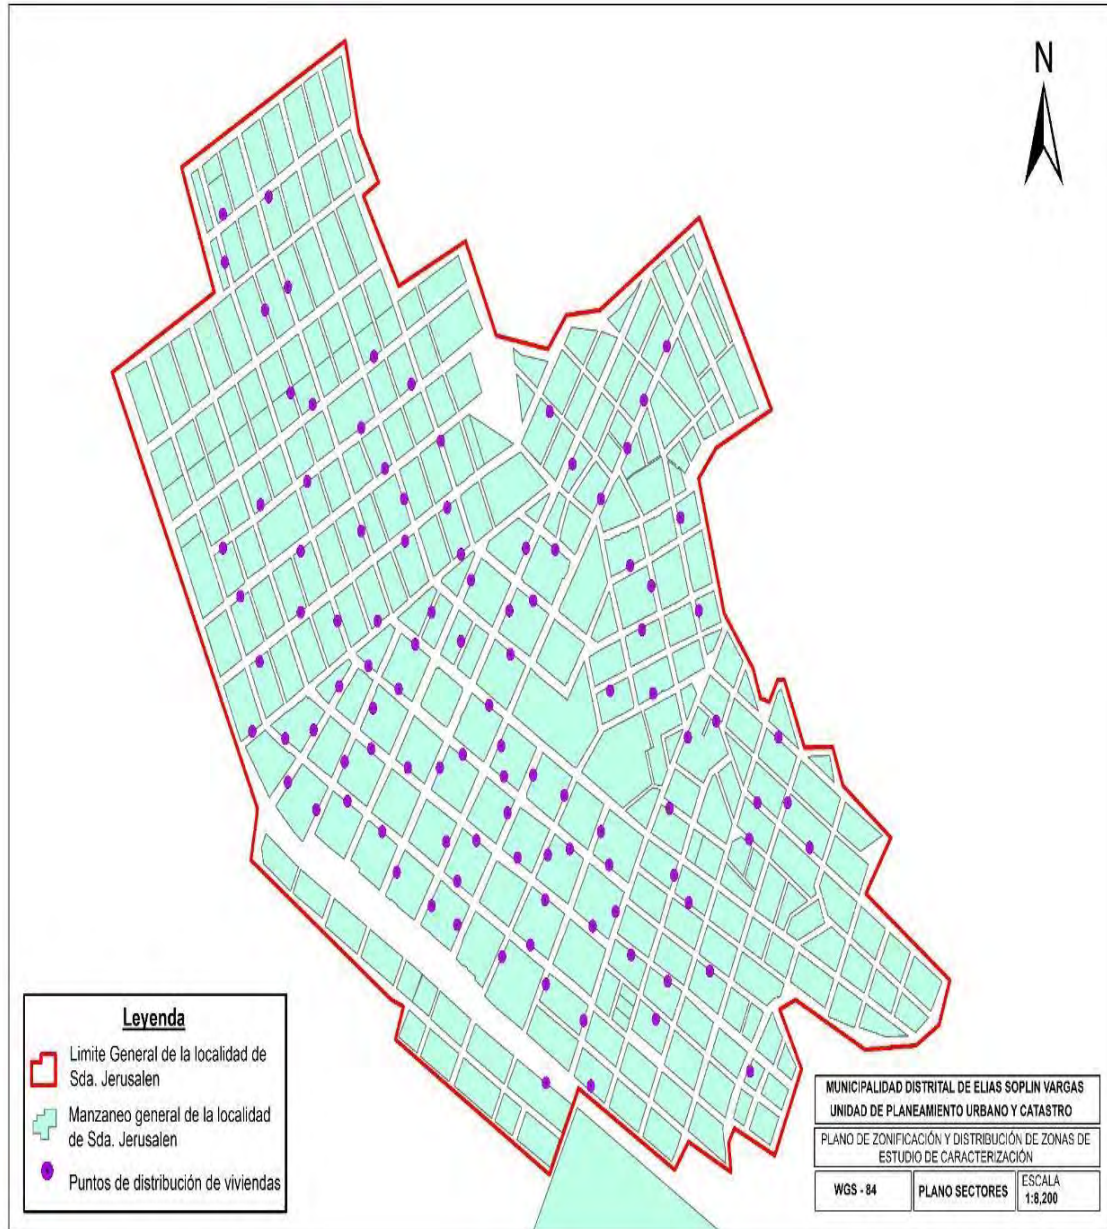 N
Leyenda
Limite General de la localidad de
Sda. Jerusalen
Manzaneo general de la localidad
de Sda. Jerusalen
Puntos de distribución de viviendas
MUNICIPALIDAD DISTRITAL DE ELIAS SOPLIN VARGAS
UNIDAD DE PLANEAMIENTO URBANO Y CATASTRO
PLANO DE ZONIFICACIÓN Y DISTRIBUCIÓN DE ZONAS DE
ESTUDIO DE CARACTERIZACIÓN
WGS - 84
PLANO SECTORES
ESCALA
1:8,200